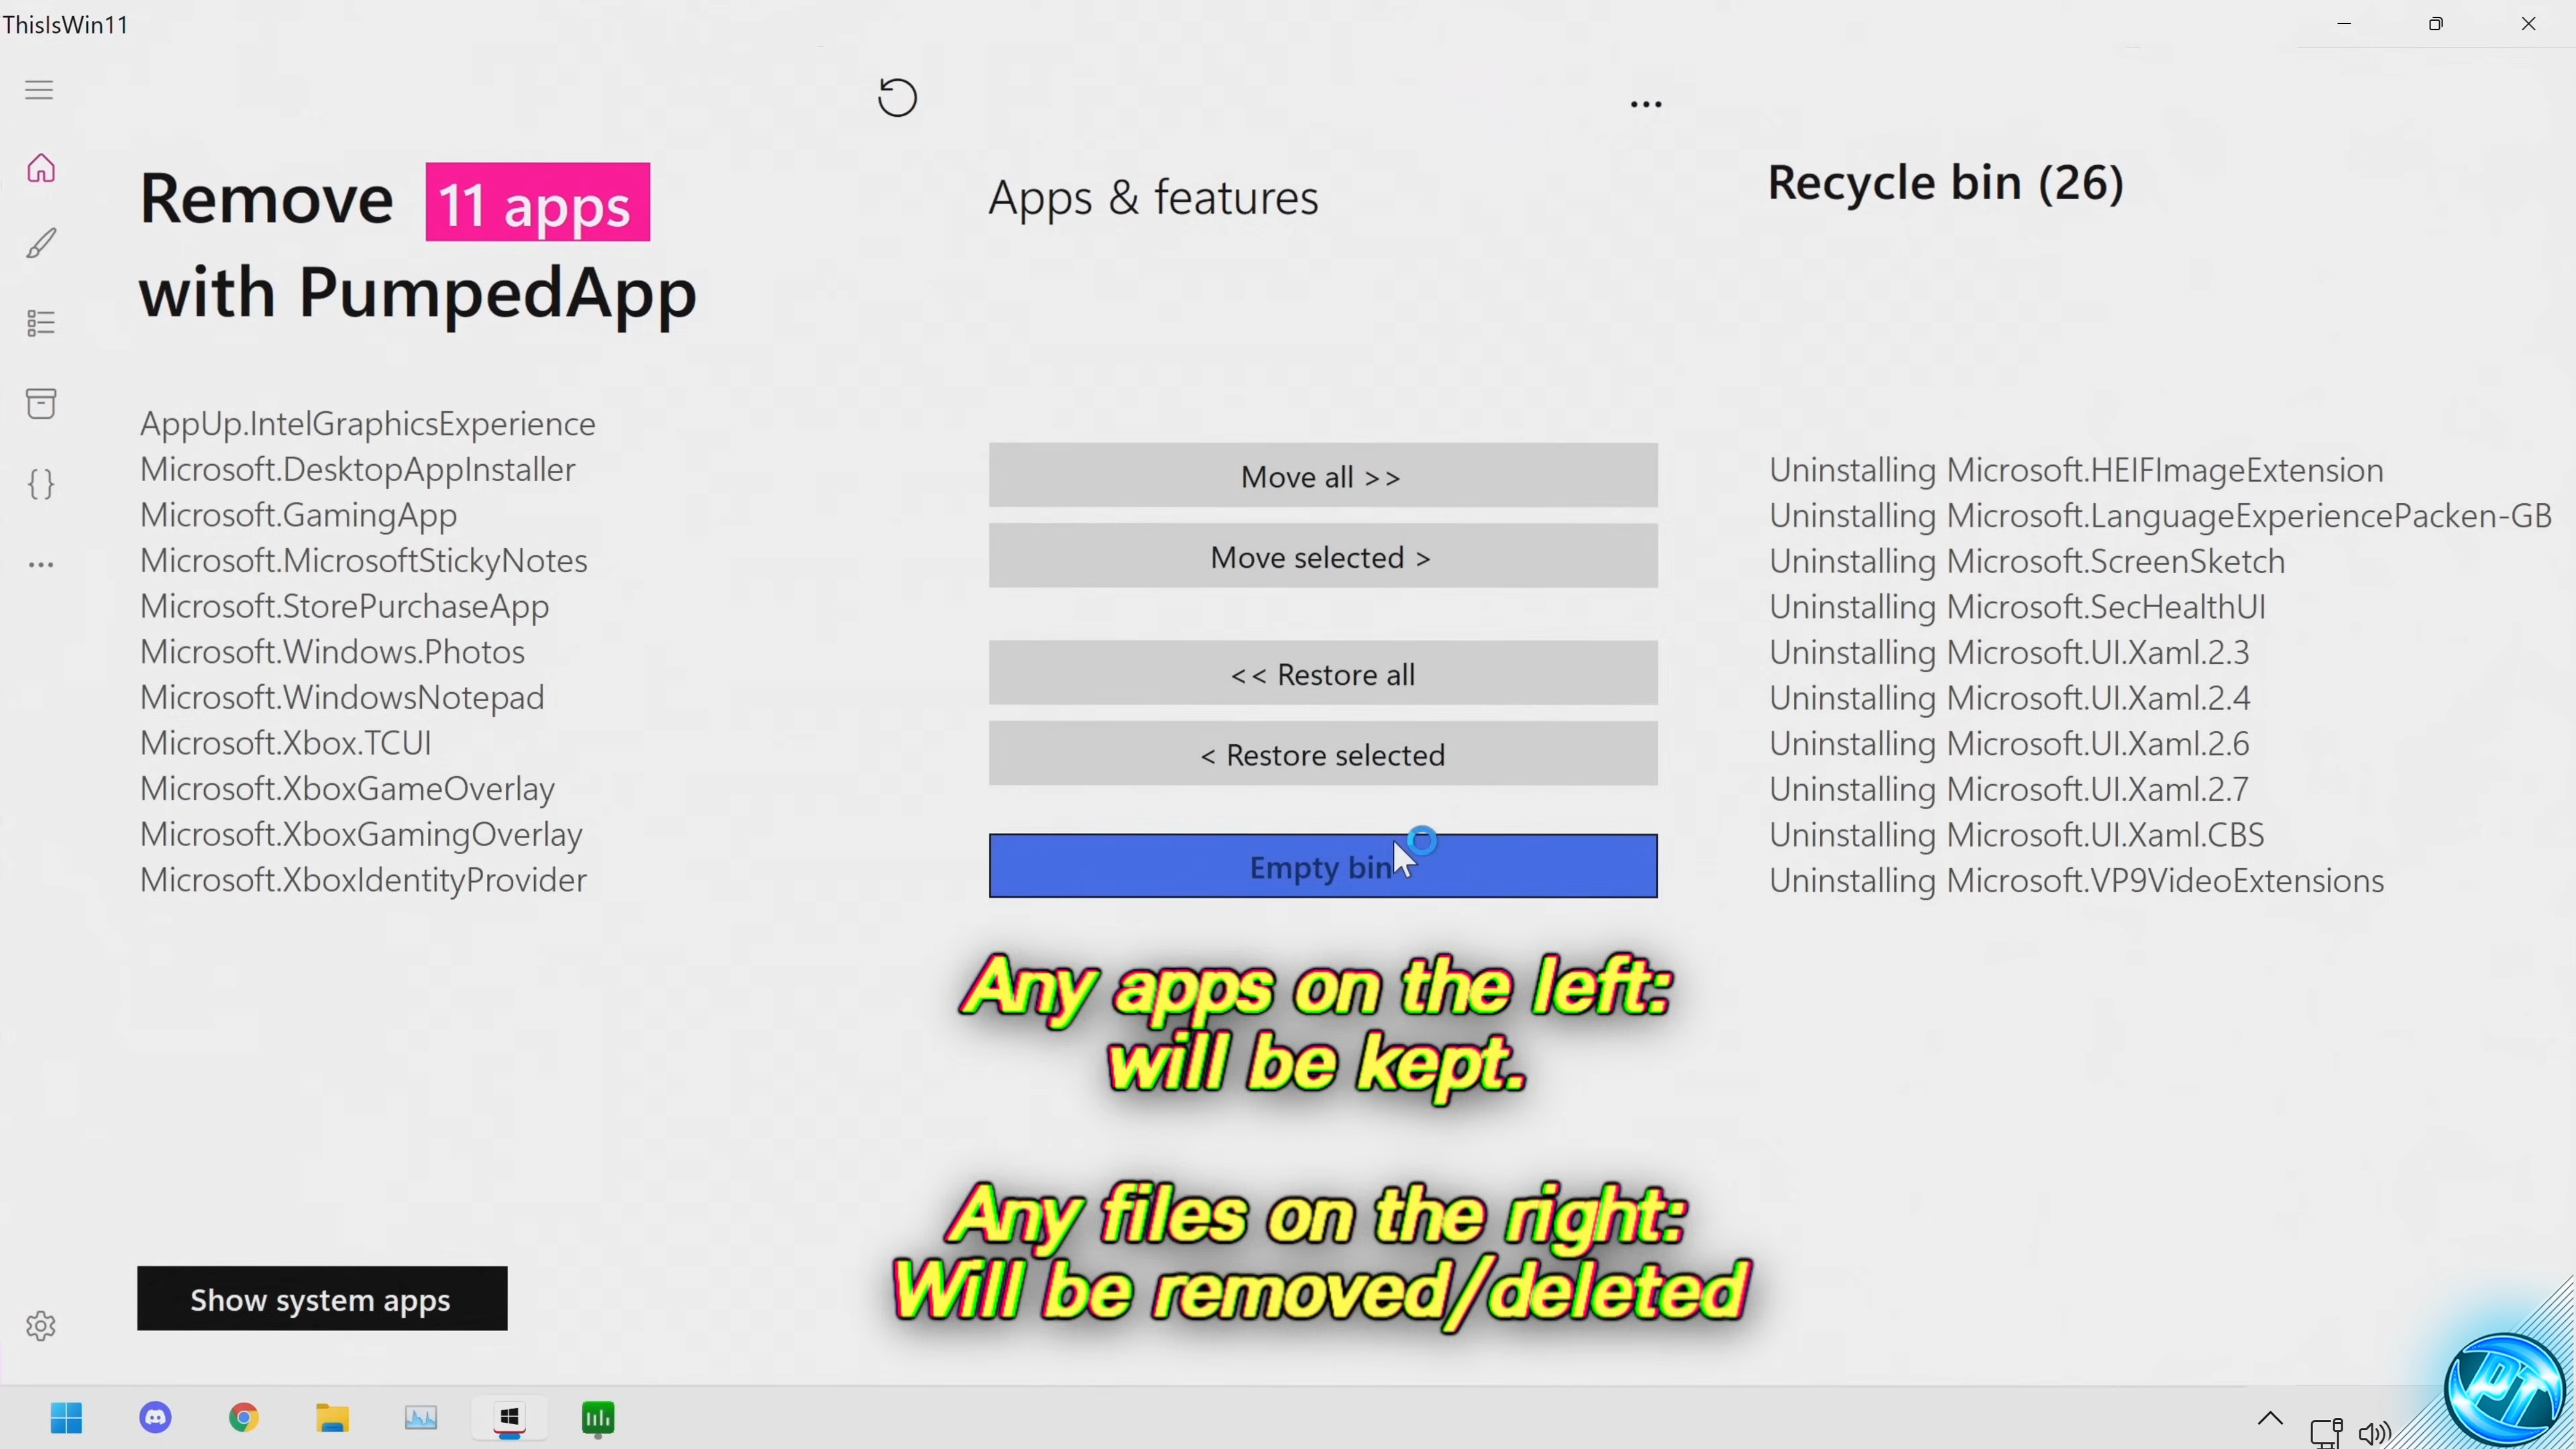 ThisIsWin11
Remove 11 apps
with PumpedApp
AppUp.IntelGraphicsExperience
Microsoft.DesktopAppInstaller
Microsoft.GamingApp
Microsoft.MicrosoftStickyNotes
Microsoft.StorePurchaseApp
Microsoft.Windows.Photos
Microsoft.WindowsNotepad
Microsoft.Xbox.TCUI
Microsoft.XboxGameOverlay
Microsoft.XboxGamingOverlay
Microsoft.XboxIdentityProvider
Show system apps
Apps & features
Move all >>
Move selected >
<< Restore all
< Restore selected
Empty bin
Any apps on the left:
will be kept.
Any files on the right:
Will be removed/deleted
Recycle bin (26)
Uninstalling Microsoft.HEIFImageExtension
Uninstalling Microsoft.LanguageExperiencePacken-GB
Uninstalling Microsoft.ScreenSketch
Uninstalling Microsoft.SecHealthUI
Uninstalling Microsoft.UI.Xaml.2.3
Uninstalling Microsoft.UI.Xaml.2.4
Uninstalling Microsoft.UI.Xaml.2.6
Uninstalling Microsoft.UI.Xaml.2.7
Uninstalling Microsoft.UI.Xaml.CBS
Uninstalling Microsoft.VP9VideoExtensions
PT